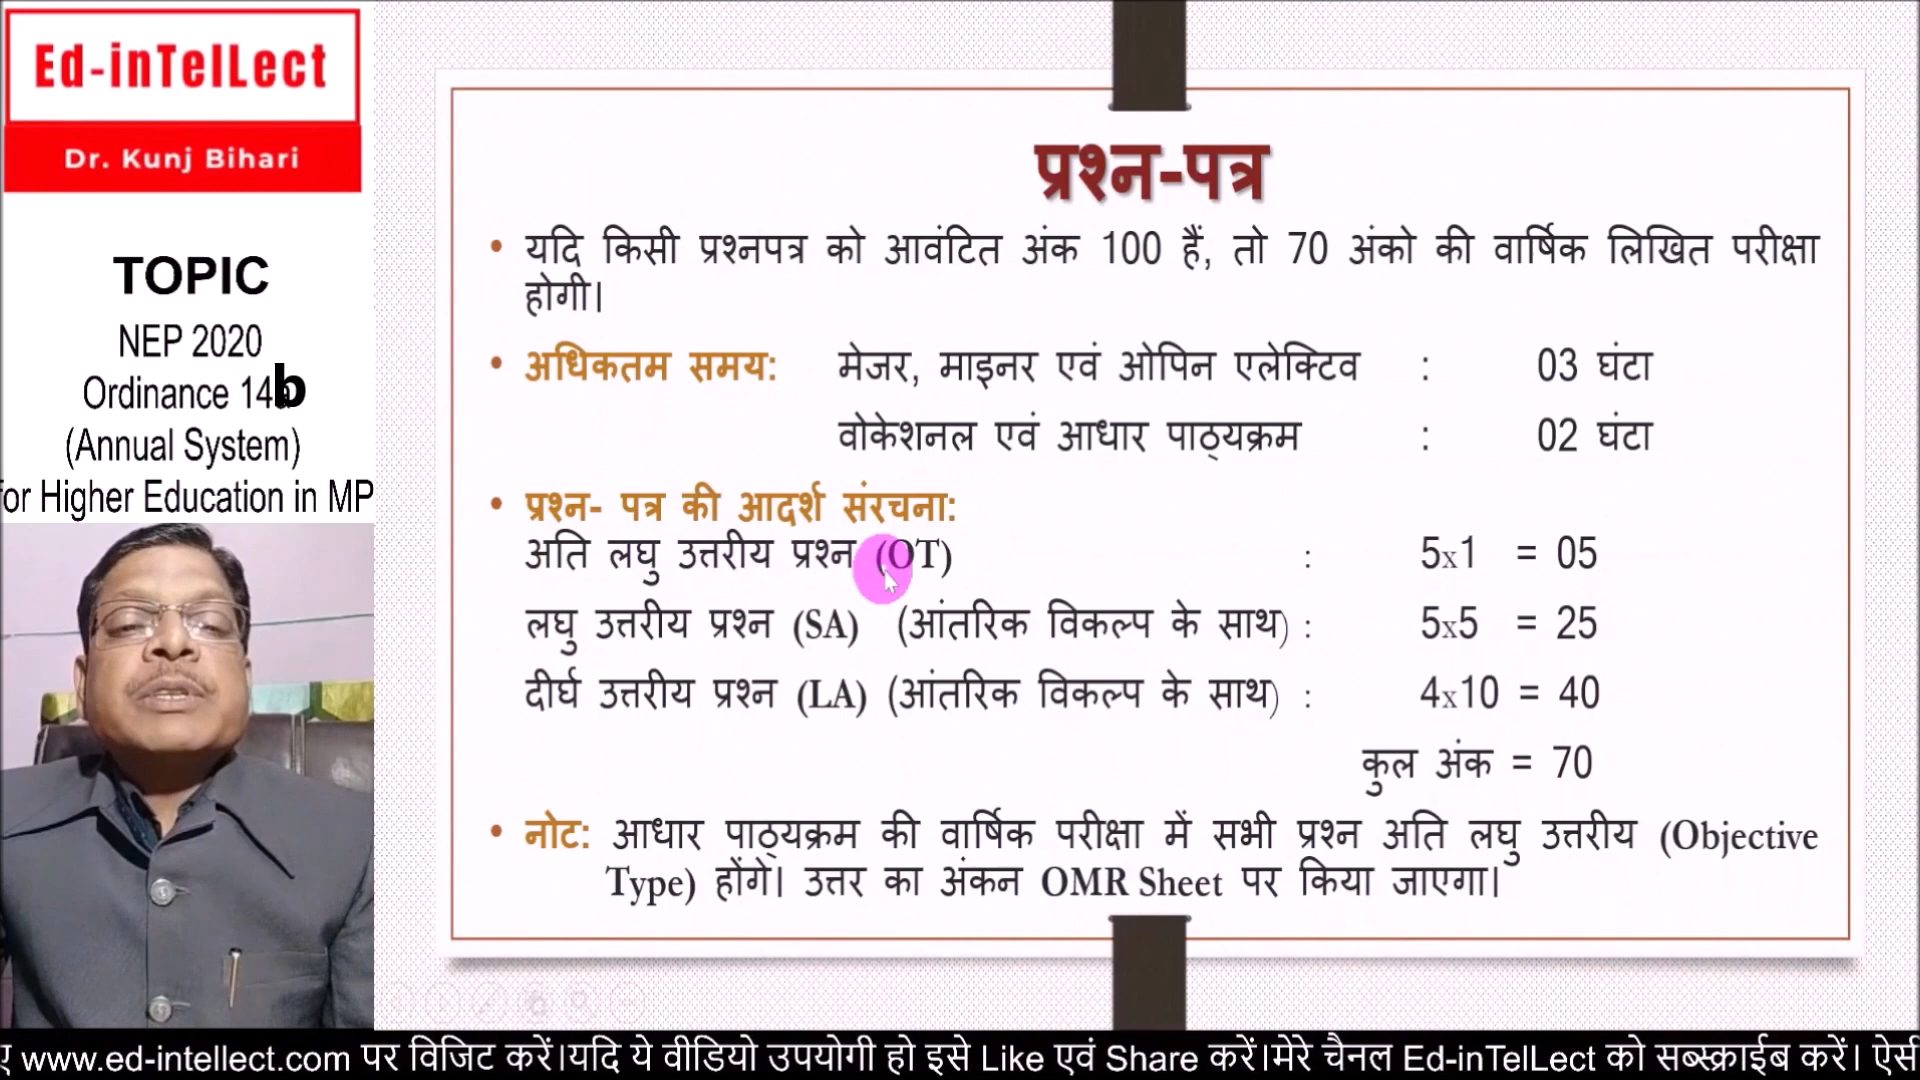 Ed-inTelLect
Dr. Kunj Bihari
TOPIC
NEP 2020
Ordinance 14b
(Annual System)
for Higher Education in MP
प्रश्न-पत्र
• यदि किसी प्रश्नपत्र को आवंटित अंक 100 हैं, तो 70 अंको की वार्षिक लिखित परीक्षा
होगी।
• अधिकतम समय: मेजर, माइनर एवं ओपिन एलेक्टिव : 03 घंटा
वोकेशनल एवं आधार पाठ्यक्रम : 02 घंटा
• प्रश्न- पत्र की आदर्श संरचना:
अति लघु उत्तरीय प्रश्न (OT) : 5x1 = 05
लघु उत्तरीय प्रश्न (SA) (आंतरिक विकल्प के साथ) : 5x5 = 25
दीर्घ उत्तरीय प्रश्न (LA) (आंतरिक विकल्प के साथ) : 4x10 = 40
कुल अंक = 70
• नोट: आधार पाठ्यक्रम की वार्षिक परीक्षा में सभी प्रश्न अति लघु उत्तरीय (Objective
Type) होंगे। उत्तर का अंकन OMR Sheet पर किया जाएगा।
ए www.ed-intellect.com पर विजिट करें।यदि ये वीडियो उपयोगी हो इसे Like एवं Share करें।मेरे चैनल Ed-inTelLect को सब्स्क्राईब करें। ऐसी